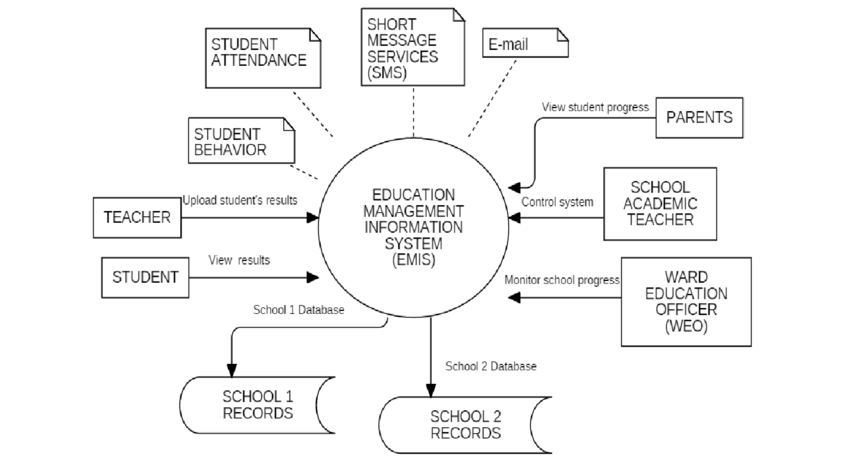 STUDENT
ATTENDANCE
SHORT
MESSAGE
SERVICES
(SMS)
E-mail
STUDENT
BEHAVIOR
View student progress
PARENTS
EDUCATION
MANAGEMENT
INFORMATION
SYSTEM
(EMIS)
TEACHER
Upload student's results
Control system
SCHOOL
ACADEMIC
TEACHER
STUDENT
View results
Monitor school progress
WARD
EDUCATION
OFFICER
(WEO)
School 1 Database
School 2 Database
SCHOOL 1
RECORDS
SCHOOL 2
RECORDS